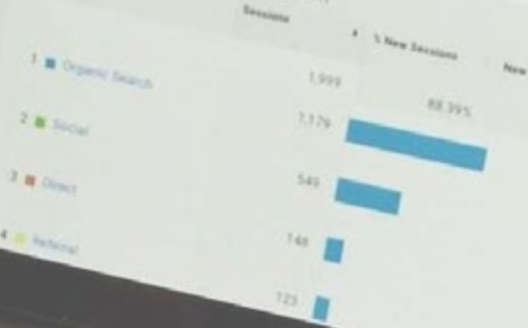 Sessions
% New Sessions
New
1,999
88.39%
1 Organic Search
1,179
2 Social
549
3 Direct
148
4 Referral
123